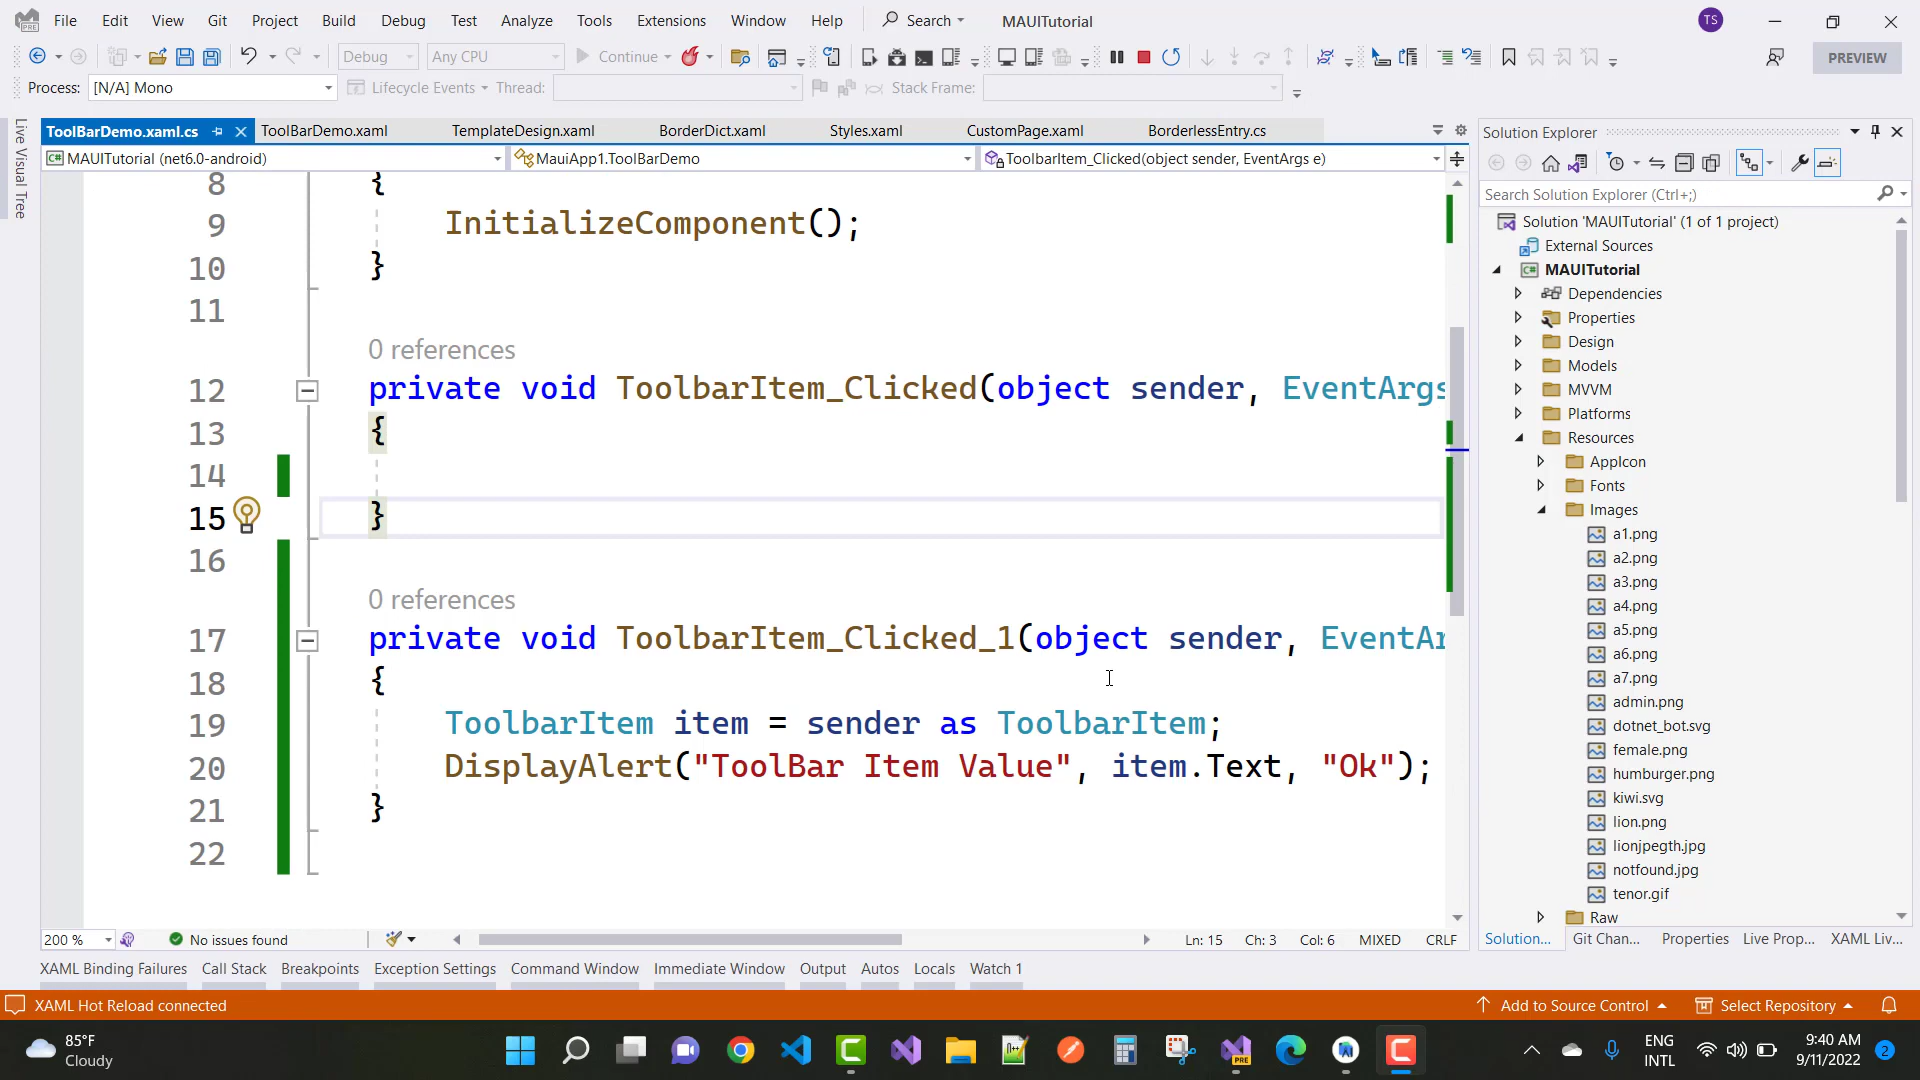 File Edit View Git Project Build Debug Test Analyze Tools Extensions Window Help Search MAUITutorial TS
Debug Any CPU Continue PREVIEW
Process: [N/A] Mono Lifecycle Events Thread: Stack Frame:
Live Visual Tree
ToolBarDemo.xaml.cs ToolBarDemo.xaml TemplateDesign.xaml BorderDict.xaml Styles.xaml CustomPage.xaml BorderlessEntry.cs
MAUITutorial (net6.0-android) MauiApp1.ToolBarDemo ToolbarItem_Clicked(object sender, EventArgs e)
8 {
9 InitializeComponent();
10 }
11
0 references
12 private void ToolbarItem_Clicked(object sender, EventArgs
13 {
14
15 }
16
0 references
17 private void ToolbarItem_Clicked_1(object sender, EventAr
18 {
19 ToolbarItem item = sender as ToolbarItem;
20 DisplayAlert("ToolBar Item Value", item.Text, "Ok");
21 }
22
200 % No issues found Ln: 15 Ch: 3 Col: 6 MIXED CRLF
Solution Explorer
Search Solution Explorer (Ctrl+;)
Solution 'MAUITutorial' (1 of 1 project)
External Sources
MAUITutorial
Dependencies
Properties
Design
Models
MVVM
Platforms
Resources
AppIcon
Fonts
Images
a1.png
a2.png
a3.png
a4.png
a5.png
a6.png
a7.png
admin.png
dotnet_bot.svg
female.png
humburger.png
kiwi.svg
lion.png
lionjpegth.jpg
notfound.jpg
tenor.gif
Raw
Solution... Git Chan... Properties Live Prop... XAML Liv...
XAML Binding Failures Call Stack Breakpoints Exception Settings Command Window Immediate Window Output Autos Locals Watch 1
XAML Hot Reload connected Add to Source Control Select Repository
85°F
Cloudy
PRE
ENG
INTL
9:40 AM
9/11/2022
2